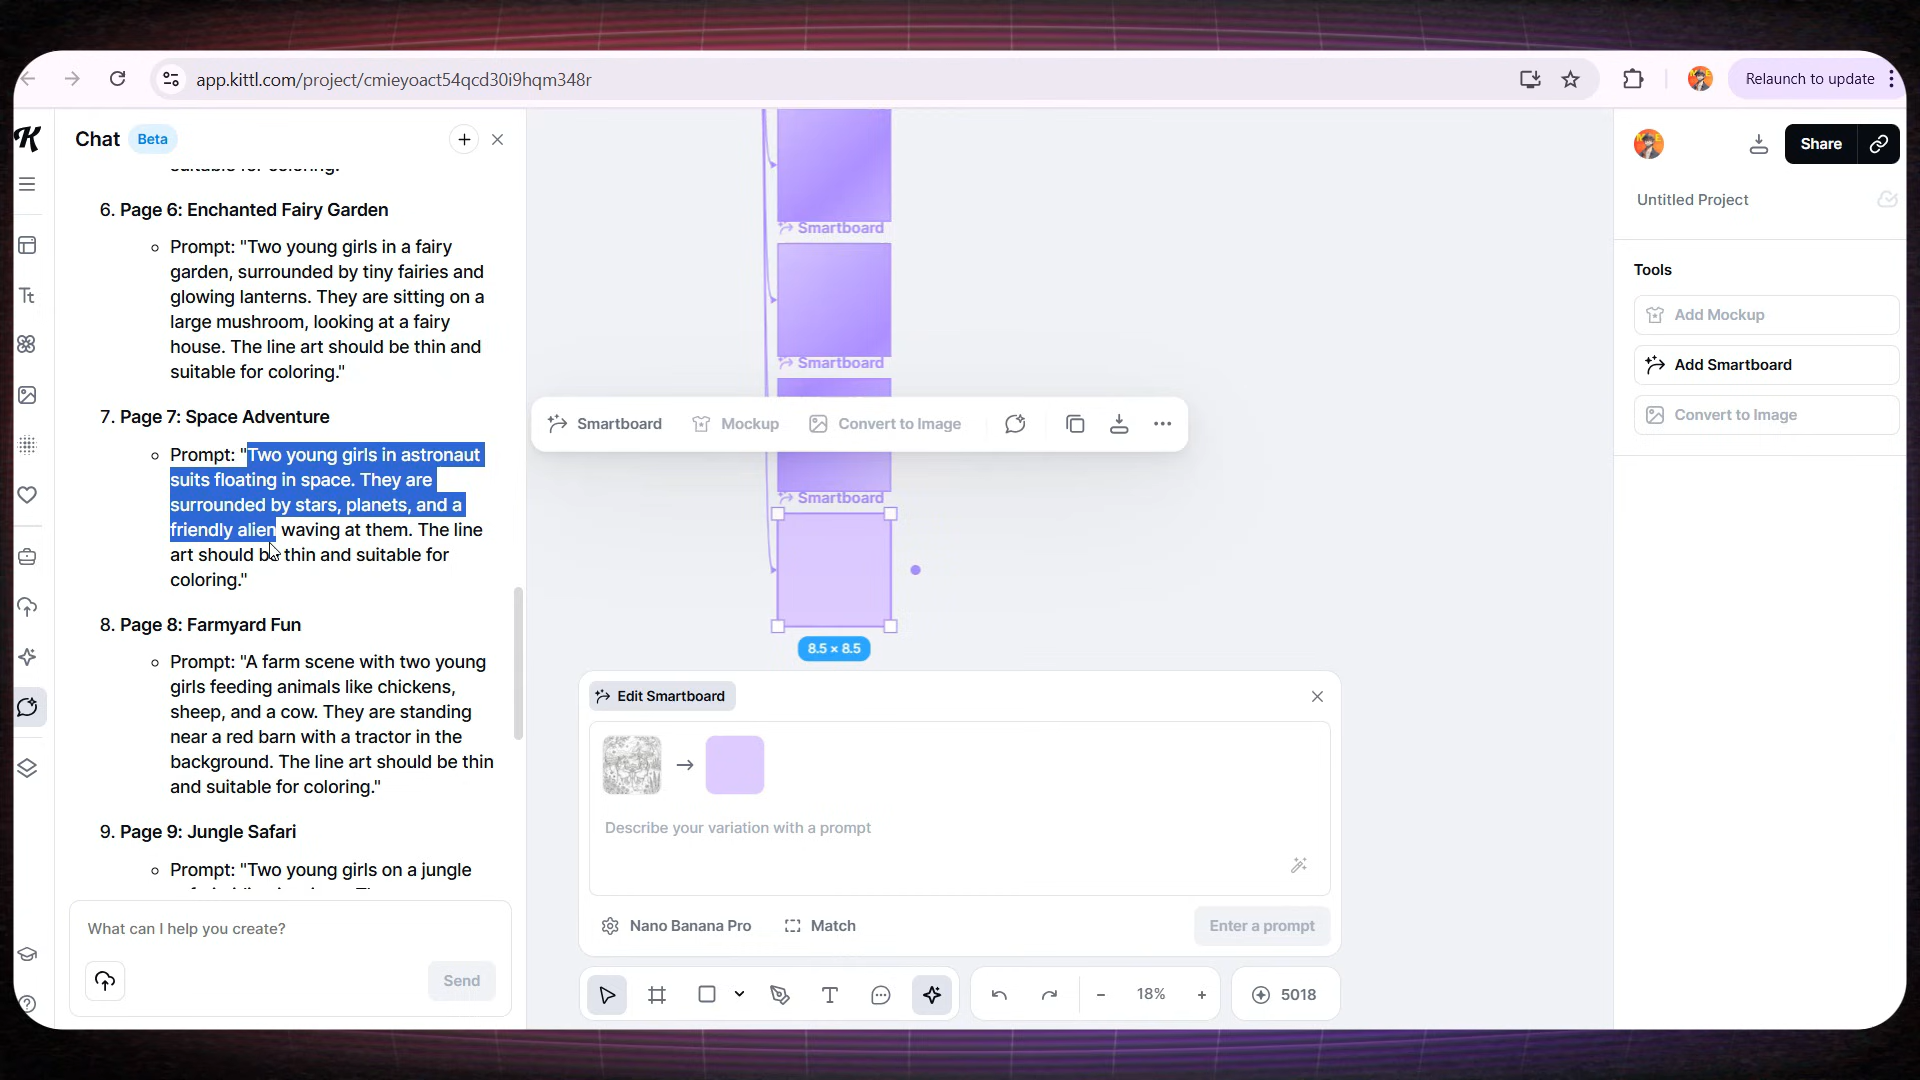 app.kittl.com/project/cmieyoact54qcd30i9hqm348r
Relaunch to update
Chat Beta
suitable for coloring."
6. Page 6: Enchanted Fairy Garden
Prompt: "Two young girls in a fairy
garden, surrounded by tiny fairies and
glowing lanterns. They are sitting on a
large mushroom, looking at a fairy
house. The line art should be thin and
suitable for coloring."
7. Page 7: Space Adventure
Prompt: "Two young girls in astronaut
suits floating in space. They are
surrounded by stars, planets, and a
friendly alien waving at them. The line
art should be thin and suitable for
coloring."
8. Page 8: Farmyard Fun
Prompt: "A farm scene with two young
girls feeding animals like chickens,
sheep, and a cow. They are standing
near a red barn with a tractor in the
background. The line art should be thin
and suitable for coloring."
9. Page 9: Jungle Safari
Prompt: "Two young girls on a jungle
What can I help you create?
Send
Smartboard
Smartboard
Smartboard Mockup Convert to Image
Smartboard
8.5 × 8.5
Edit Smartboard
Describe your variation with a prompt
Nano Banana Pro Match Enter a prompt
18%
5018
Share
Untitled Project
Tools
Add Mockup
Add Smartboard
Convert to Image